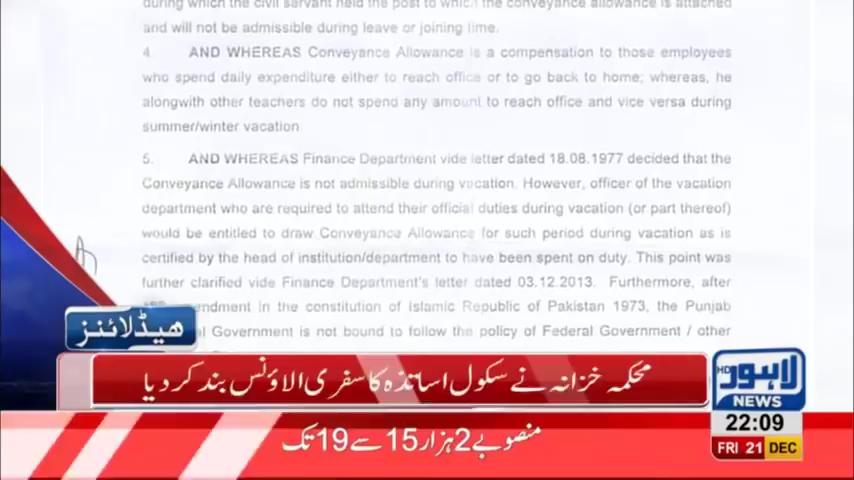 during which the civil servant held the post to which the conveyance allowance is attached
and will not be admissible during leave or joining time.
4. AND WHEREAS Conveyance Allowance is a compensation to those employees
who spend daily expenditure either to reach office or to go back to home; whereas, he
alongwith other teachers do not spend any amount to reach office and vice versa during
summer/winter vacation
5. AND WHEREAS Finance Department vide letter dated 18.08.1977 decided that the
Conveyance Allowance is not admissible during vacation. However, officer of the vacation
department who are required to attend their official duties during vacation (or part thereof)
would be entitled to draw Conveyance Allowance for such period during vacation as is
certified by the head of institution/department to have been spent on duty. This point was
further clarified vide Finance Department's letter dated 03.12.2013. Furthermore, after
in the constitution of Islamic Republic of Pakistan 1973, the Punjab
Government is not bound to follow the policy of Federal Government / other
ہیڈلائنز
محکمہ خزانہ نے سکول اساتذہ کا سفری الاؤنس بند کر دیا
لاہور
HD
NEWS
منصوبے 2 ہزار 15 سے 19 تک
22:09
FRI 21 DEC